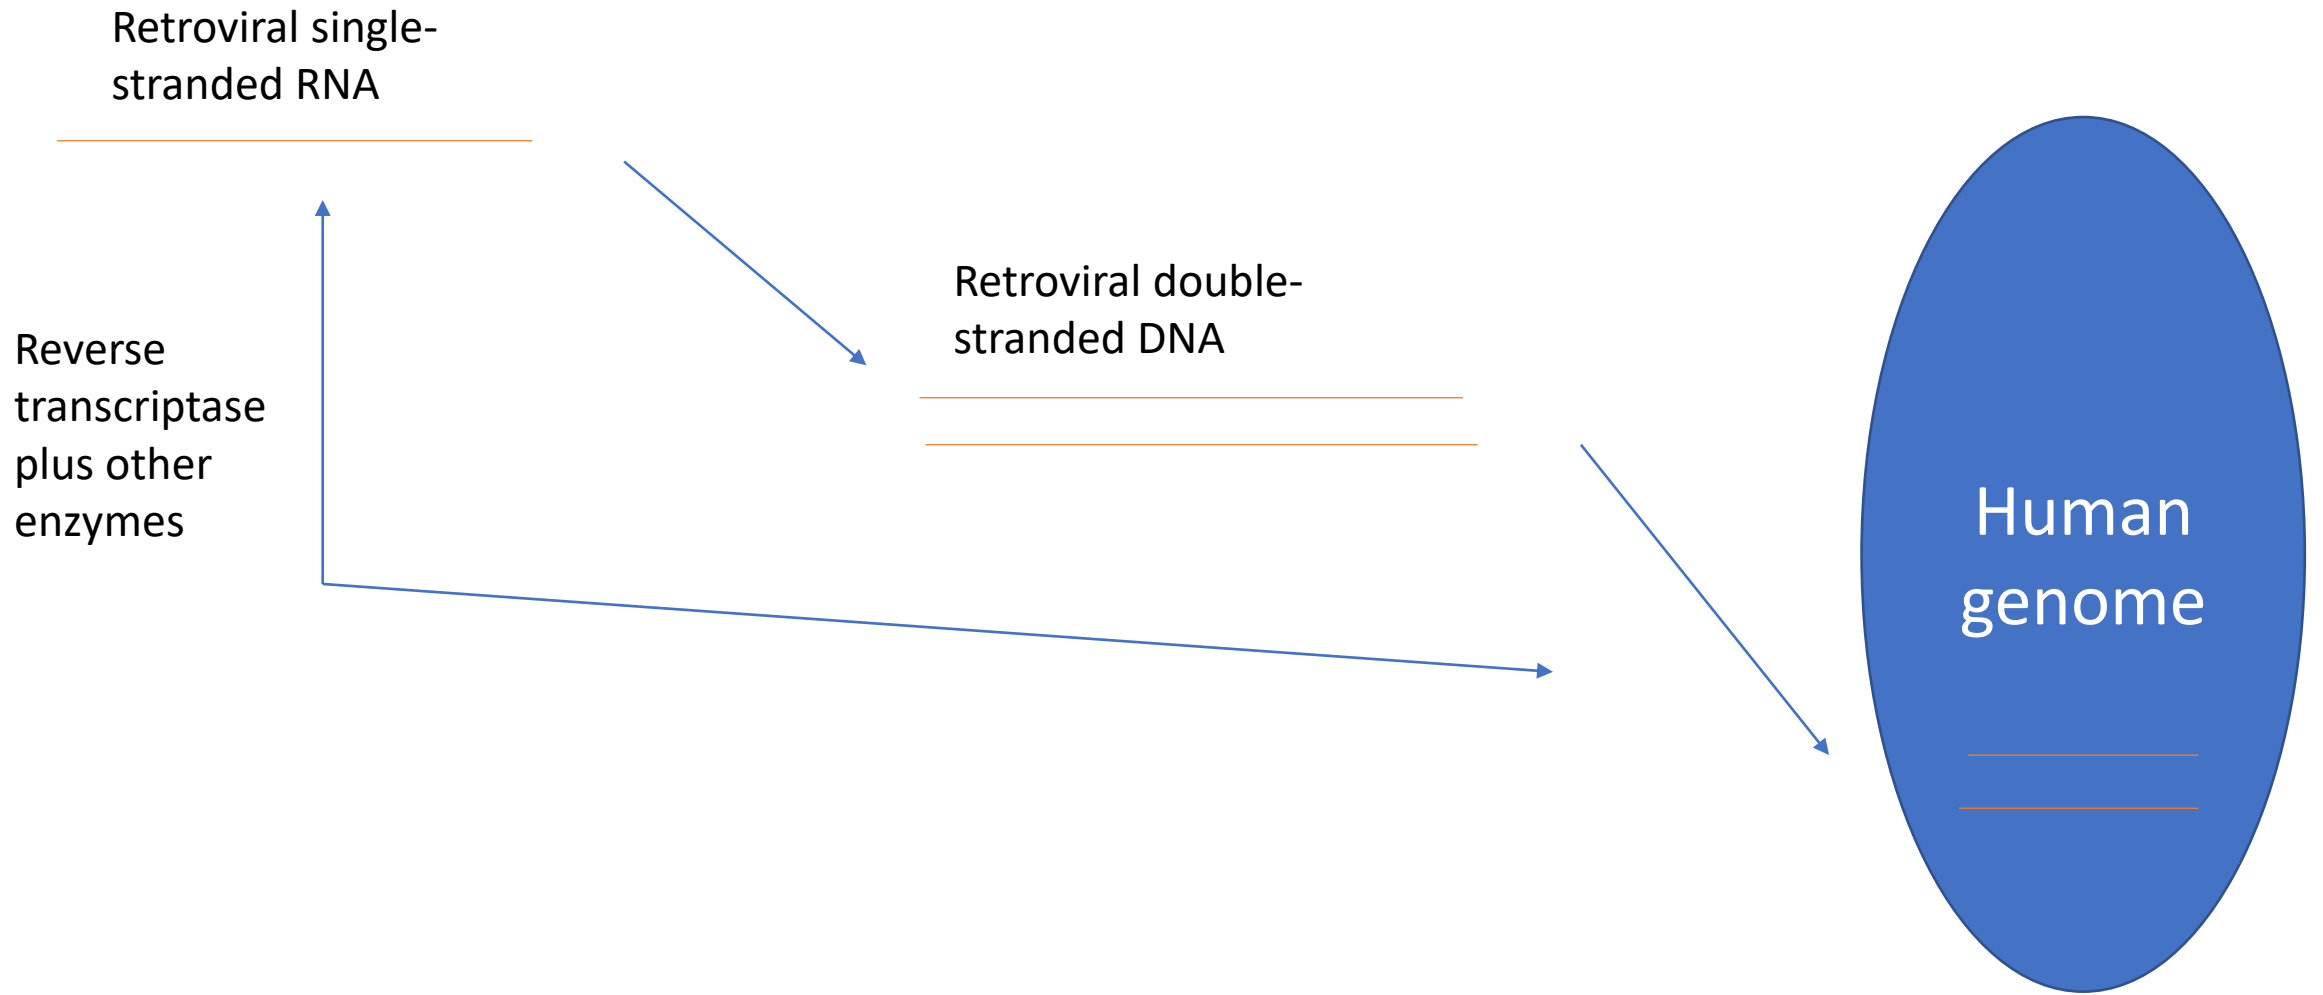 Retroviral single-
stranded RNA
Retroviral double-
stranded DNA
Reverse
transcriptase
plus other
enzymes
Human
genome